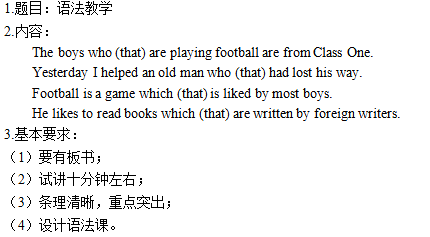 1.题目：语法教学
2.内容：
The boys who (that) are playing football are from Class One.
Yesterday I helped an old man who (that) had lost his way.
Football is a game which (that) is liked by most boys.
He likes to read books which (that) are written by foreign writers.
3.基本要求：
（1）要有板书；
（2）试讲十分钟左右；
（3）条理清晰，重点突出；
（4）设计语法课。